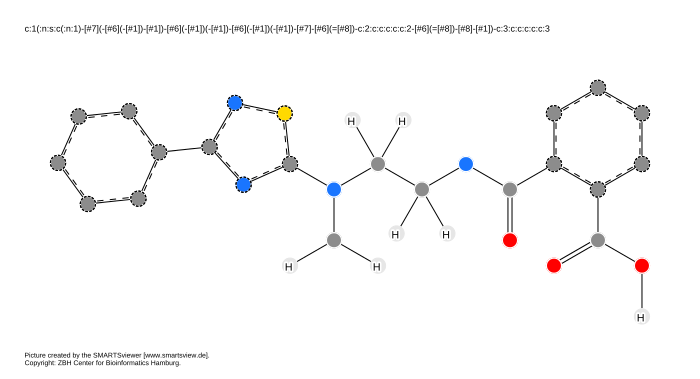 c:1(:n:s:c(:n:1)-[#7](-[#6](-[#1])-[#1])-[#6](-[#1])(-[#1])-[#6](-[#1])(-[#1])-[#7]-[#6](=[#8])-c:2:c:c:c:c:c:2-[#6](=[#8])-[#8]-[#1])-c:3:c:c:c:c:c:3
H H
H H
H H
H
Picture created by the SMARTSviewer [www.smartsview.de].
Copyright: ZBH Center for Bioinformatics Hamburg.